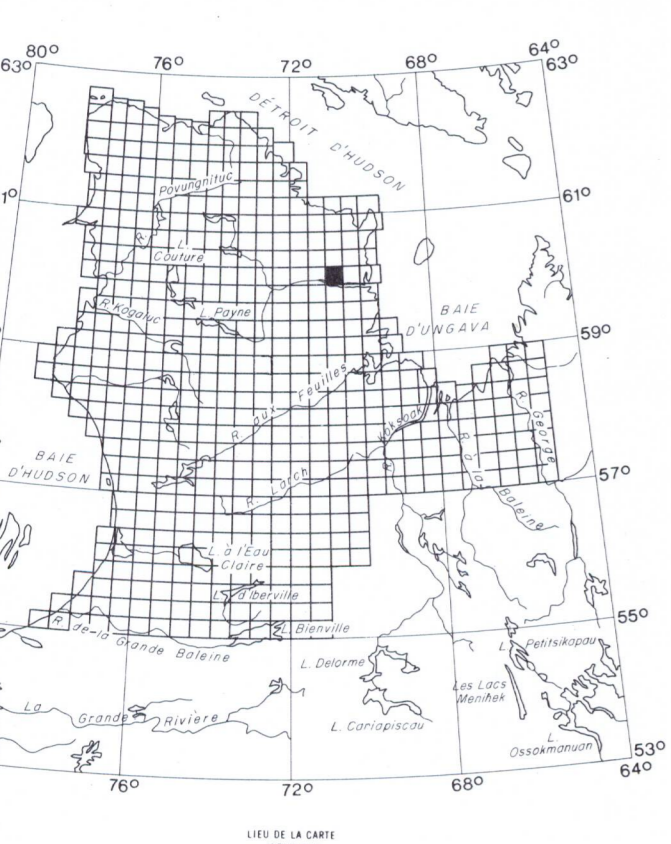 80°
76°
72°
68°
64°
63°
63°
DÉTROIT
D'HUDSON
Povungnituc
R.
1°
61°
L.
Couture
R. Kogaluc
L. Payne
BAIE
D'UNGAVA
59°
R. aux Feuilles
R. George
Koksoak
R.
R. à la
Baleine
BAIE
D'HUDSON
R. Larch
57°
L. à l'Eau
Claire
L. d'Iberville
R. de-la Grande Baleine
L. Bienville
55°
L. Delorme
L. Petitsikapau
Les Lacs
Menihek
La Grande Rivière
L. Caniapiscau
L.
Ossokmanuan
53°
76°
72°
68°
64°
LIEU DE LA CARTE